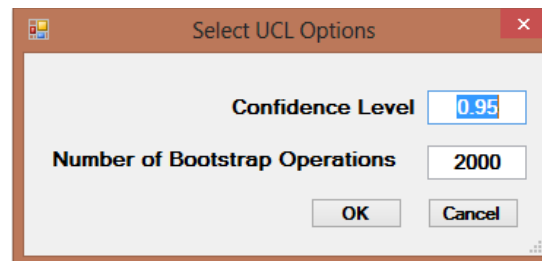 Select UCL Options
Confidence Level 0.95
Number of Bootstrap Operations 2000
OK Cancel